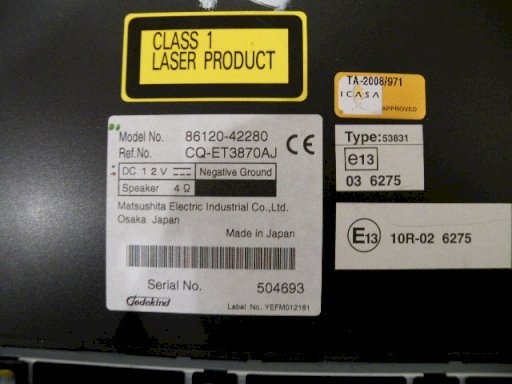 CLASS 1
LASER PRODUCT
TA-2008/971
ICASA
APPROVED
Model No. 86120-42280
Ref.No. CQ-ET3870AJ
CE
DC 12V Negative Ground
Speaker 4Ω
Matsushita Electric Industrial Co.,Ltd.
Osaka Japan
Made in Japan
Serial No. 504693
Jedekind
Label No. YEFM012181
Type:53831
e13
03 6275
E13 10R-02 6275